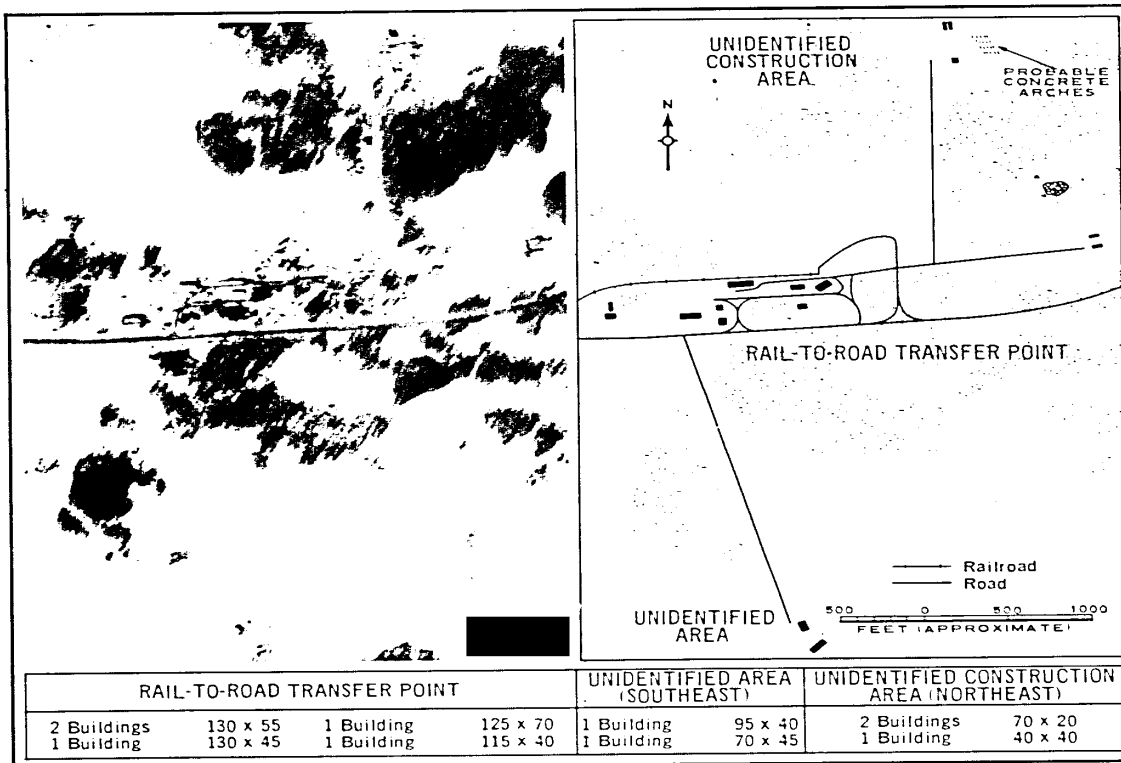 UNIDENTIFIED
CONSTRUCTION
AREA
PROBABLE
CONCRETE
ARCHES
N
RAIL-TO-ROAD TRANSFER POINT
Railroad
Road
500 0 500 1000
FEET (APPROXIMATE)
UNIDENTIFIED
AREA
RAIL-TO-ROAD TRANSFER POINT
2 Buildings 130 x 55 1 Building 125 x 70
1 Building 130 x 45 1 Building 115 x 40
UNIDENTIFIED AREA
(SOUTHEAST)
1 Building 95 x 40
1 Building 70 x 45
UNIDENTIFIED CONSTRUCTION
AREA (NORTHEAST)
2 Buildings 70 x 20
1 Building 40 x 40